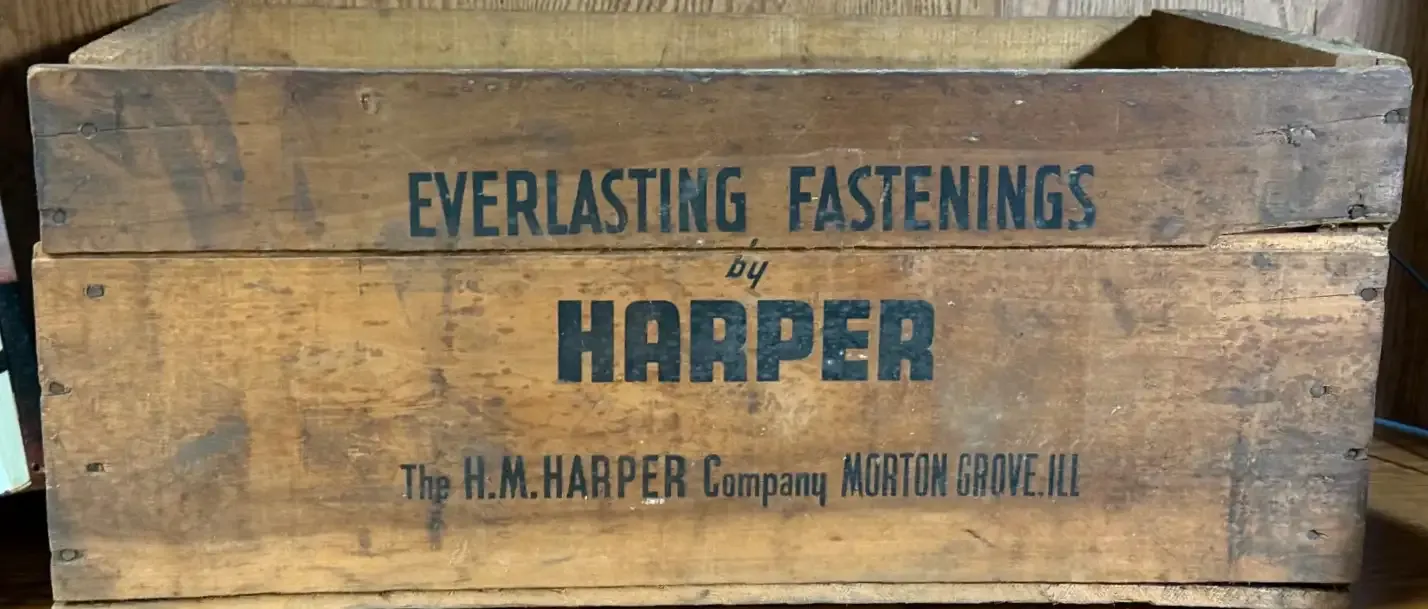 EVERLASTING FASTENINGS
by
HARPER
The H.M. HARPER Company MORTON GROVE, ILL